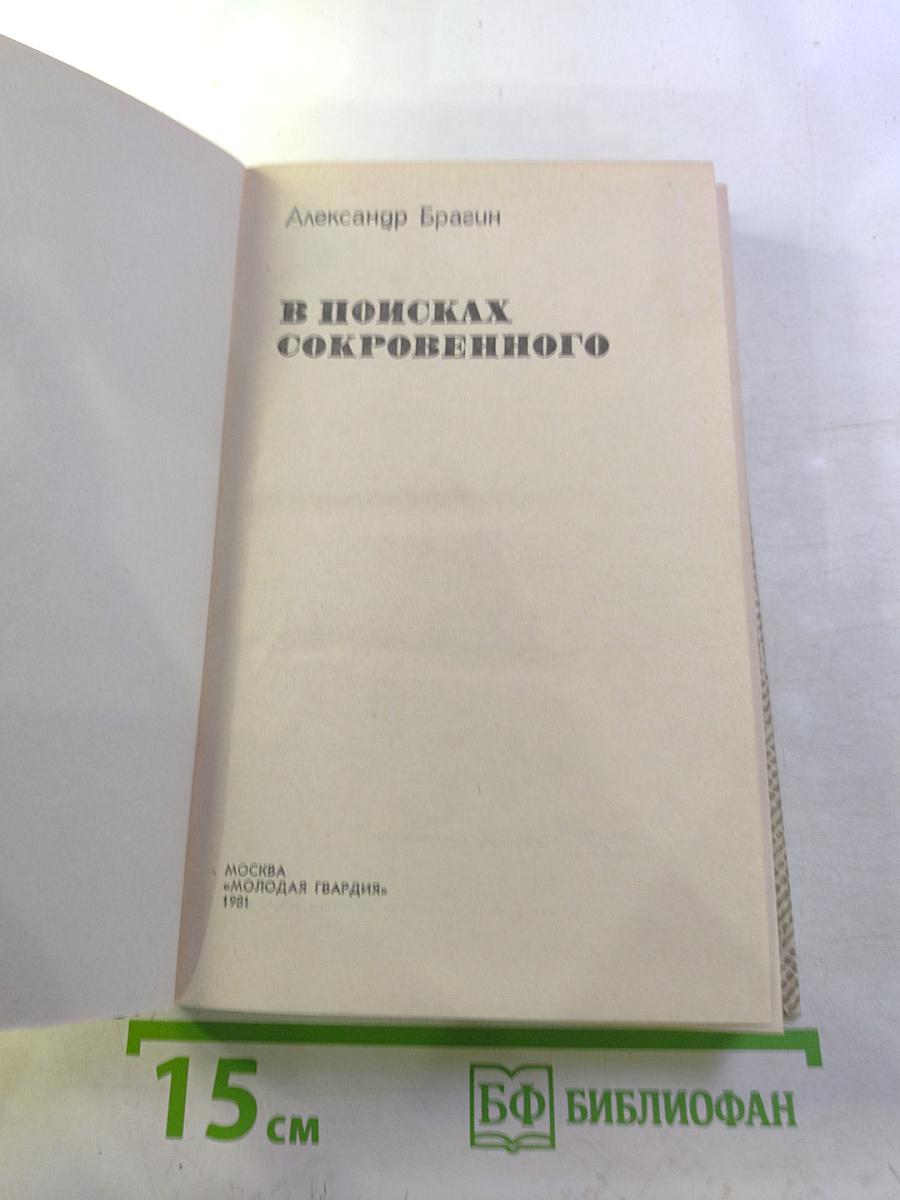 Александр Брагин
В ПОИСКАХ
СОКРОВЕННОГО
МОСКВА
«МОЛОДАЯ ГВАРДИЯ»
1981
15 см
БФ БИБЛИОФАН